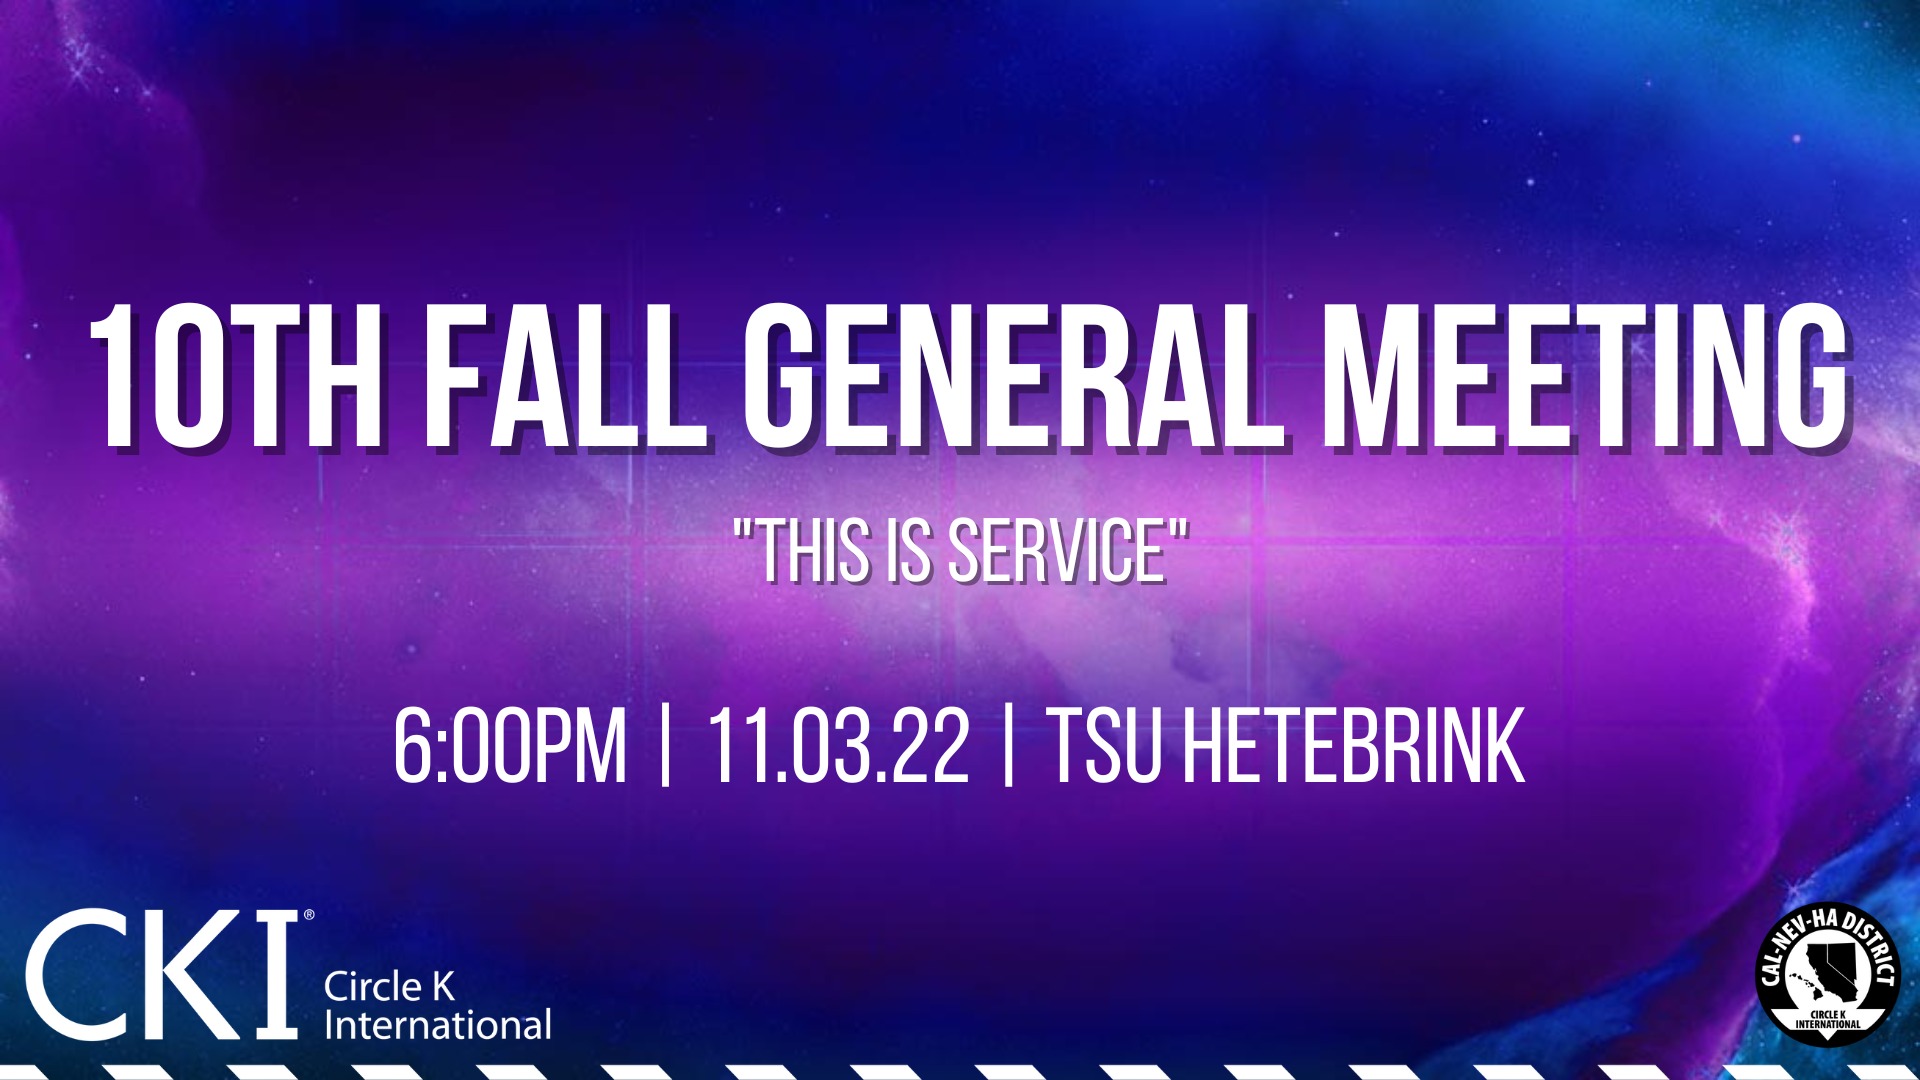 10TH FALL GENERAL MEETING
"THIS IS SERVICE"
6:00PM | 11.03.22 | TSU HETEBRINK
CKI®
Circle K
International
CAL-NEV-HA DISTRICT
CIRCLE K
INTERNATIONAL